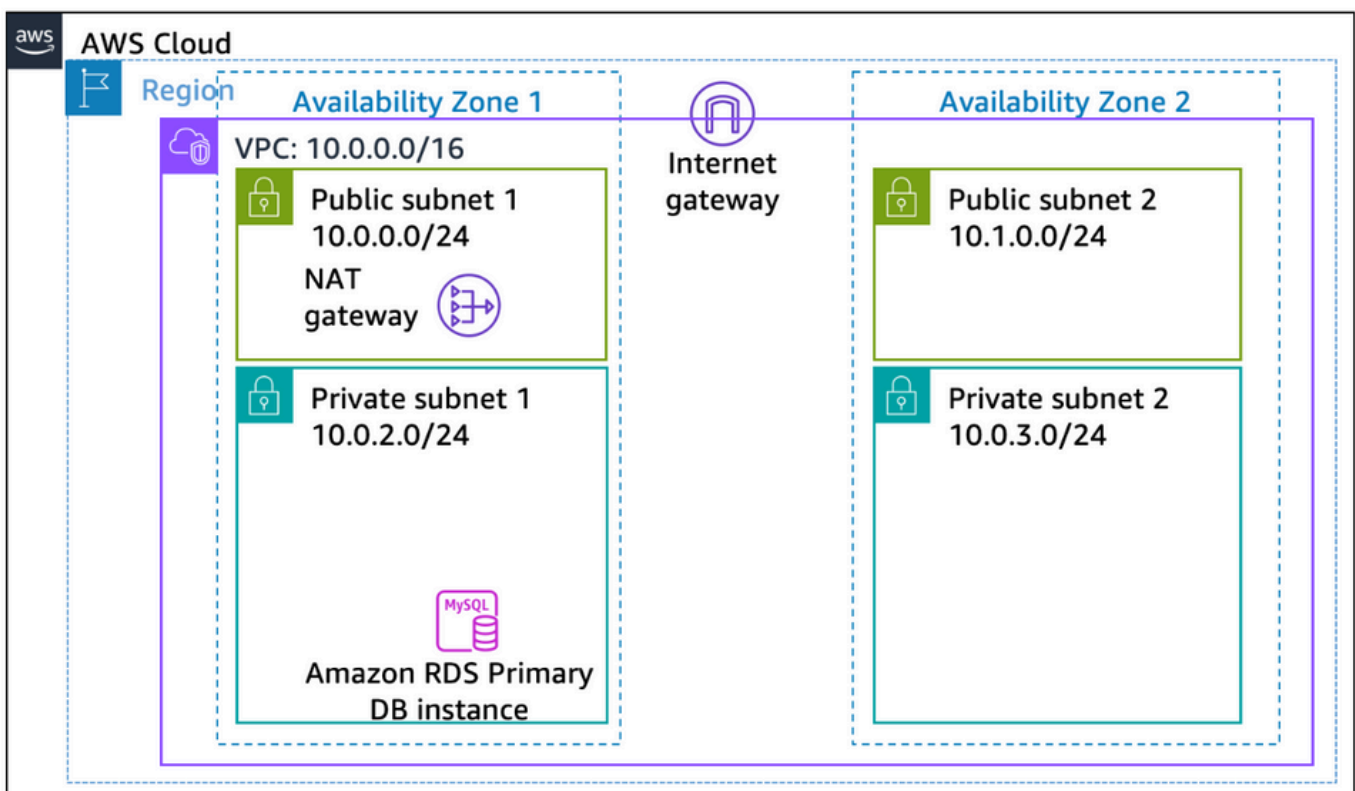 aws
AWS Cloud
Region
Availability Zone 1
Availability Zone 2
VPC: 10.0.0.0/16
Internet
gateway
Public subnet 1
10.0.0.0/24
NAT
gateway
Public subnet 2
10.1.0.0/24
Private subnet 1
10.0.2.0/24
MySQL
Amazon RDS Primary
DB instance
Private subnet 2
10.0.3.0/24